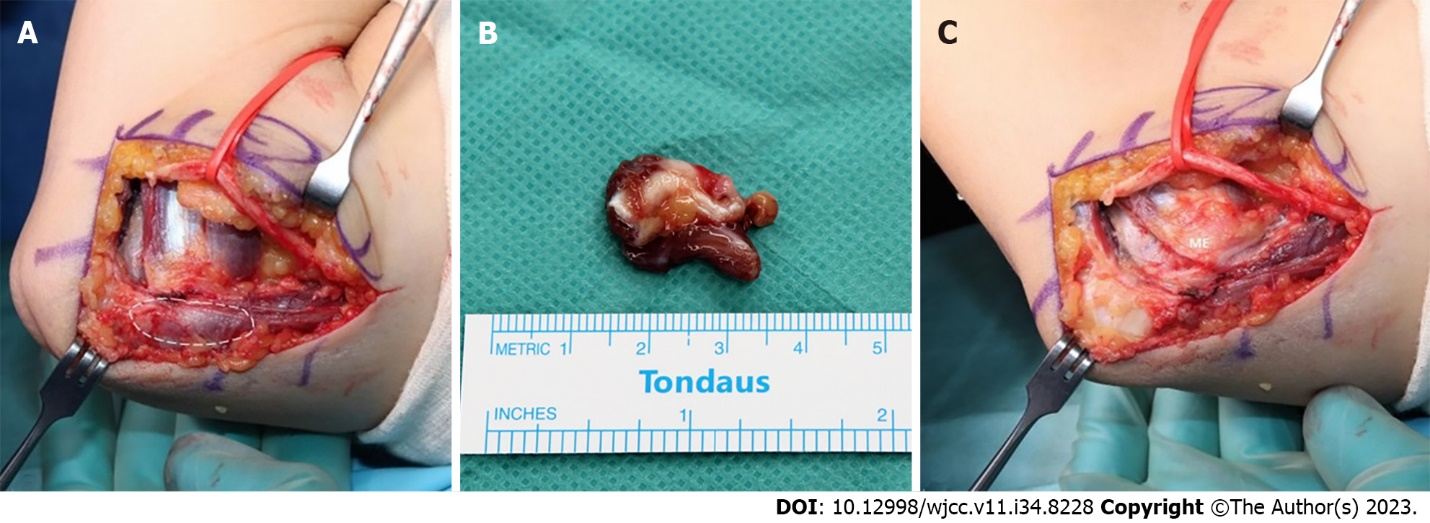 A
B
C
ME
METRIC 1 2 3 4 5
Tondaus
INCHES 1 2
DOI: 10.12998/wjcc.v11.i34.8228 Copyright ©The Author(s) 2023.